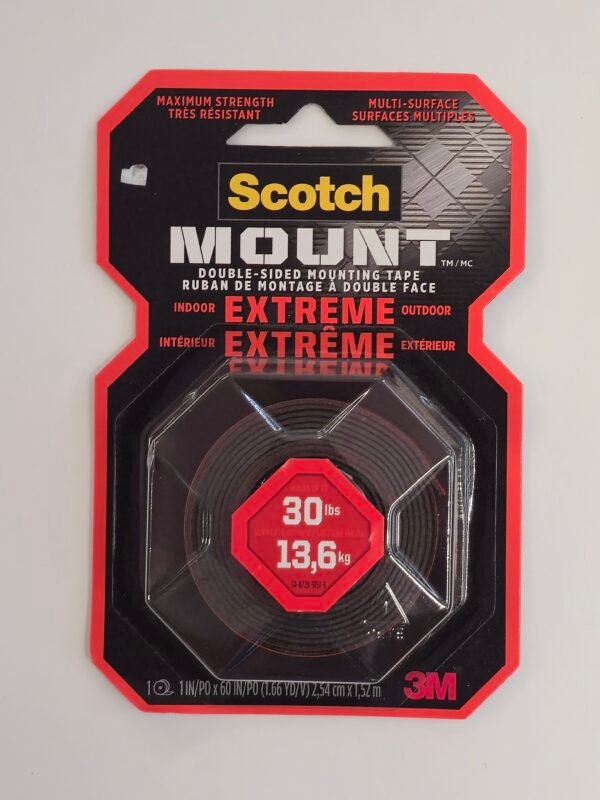 MAXIMUM STRENGTH
TRÈS RÉSISTANT
MULTI-SURFACE
SURFACES MULTIPLES
Scotch
MOUNT TM/MC
DOUBLE-SIDED MOUNTING TAPE
RUBAN DE MONTAGE À DOUBLE FACE
INDOOR EXTREME OUTDOOR
INTÉRIEUR EXTRÊME EXTÉRIEUR
30 lbs
13,6 kg
1 1 IN/PO x 60 IN/PO (1.66 YD/V) 2,54 cm x 1,52 m
3M